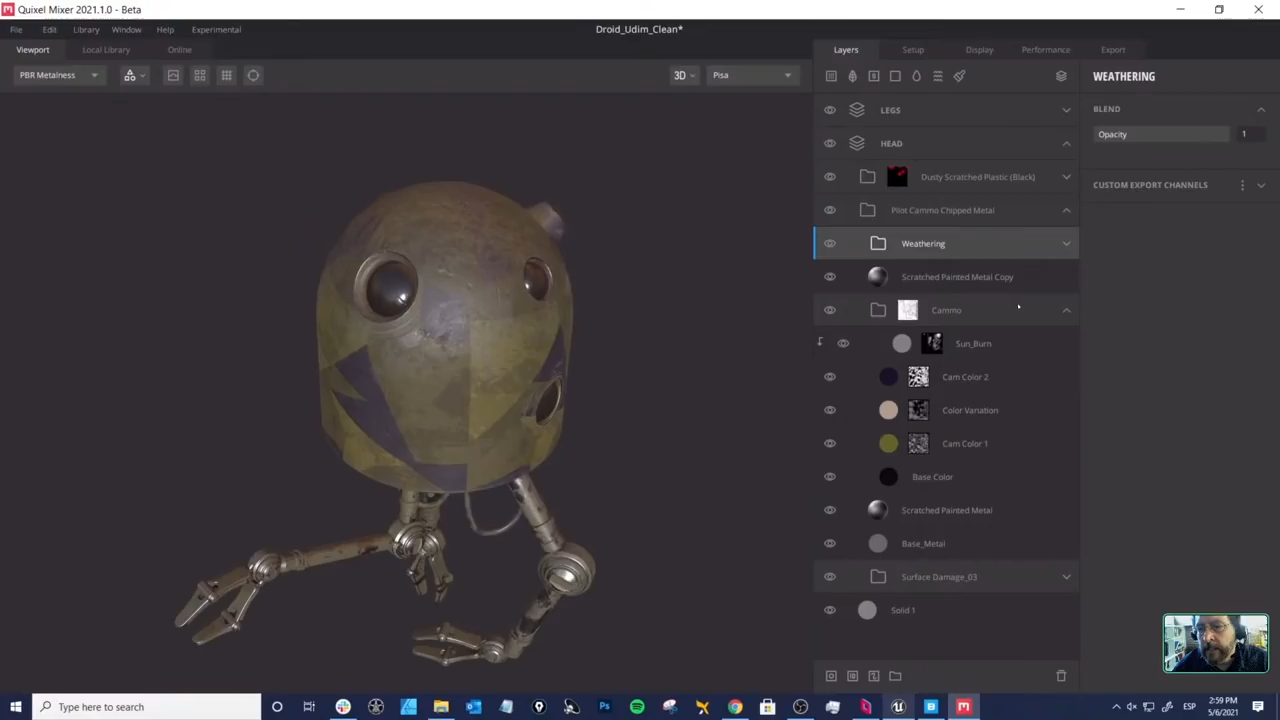 Quixel Mixer 2021.1.0 - Beta
File Edit Library Window Help Experimental
Droid_Udim_Clean*
Viewport Local Library Online
Layers Setup Display Performance Export
PBR Metalness
3D
Pisa
WEATHERING
BLEND
Opacity 1
CUSTOM EXPORT CHANNELS
LEGS
HEAD
Dusty Scratched Plastic (Black)
Pilot Cammo Chipped Metal
Weathering
Scratched Painted Metal Copy
Cammo
Sun_Burn
Cam Color 2
Color Variation
Cam Color 1
Base Color
Scratched Painted Metal
Base_Metal
Surface Damage_03
Solid 1
Type here to search
ESP
2:59 PM
5/6/2021